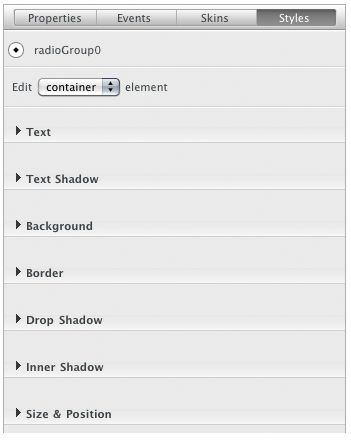 Properties Events Skins Styles
radioGroup0
Edit container element
Text
Text Shadow
Background
Border
Drop Shadow
Inner Shadow
Size & Position